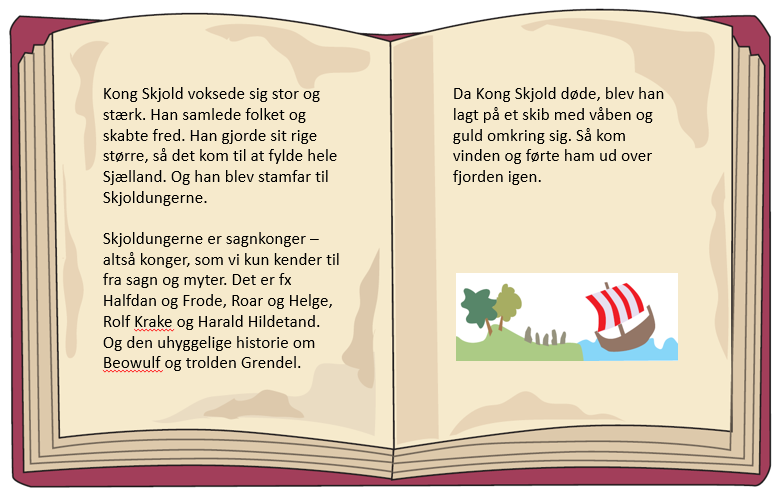 Kong Skjold voksede sig stor og
stærk. Han samlede folket og
skabte fred. Han gjorde sit rige
større, så det kom til at fylde hele
Sjælland. Og han blev stamfar til
Skjoldungerne.
Skjoldungerne er sagnkonger –
altså konger, som vi kun kender til
fra sagn og myter. Det er fx
Halfdan og Frode, Roar og Helge,
Rolf Krake og Harald Hildetand.
Og den uhyggelige historie om
Beowulf og trolden Grendel.
Da Kong Skjold døde, blev han
lagt på et skib med våben og
guld omkring sig. Så kom
vinden og førte ham ud over
fjorden igen.